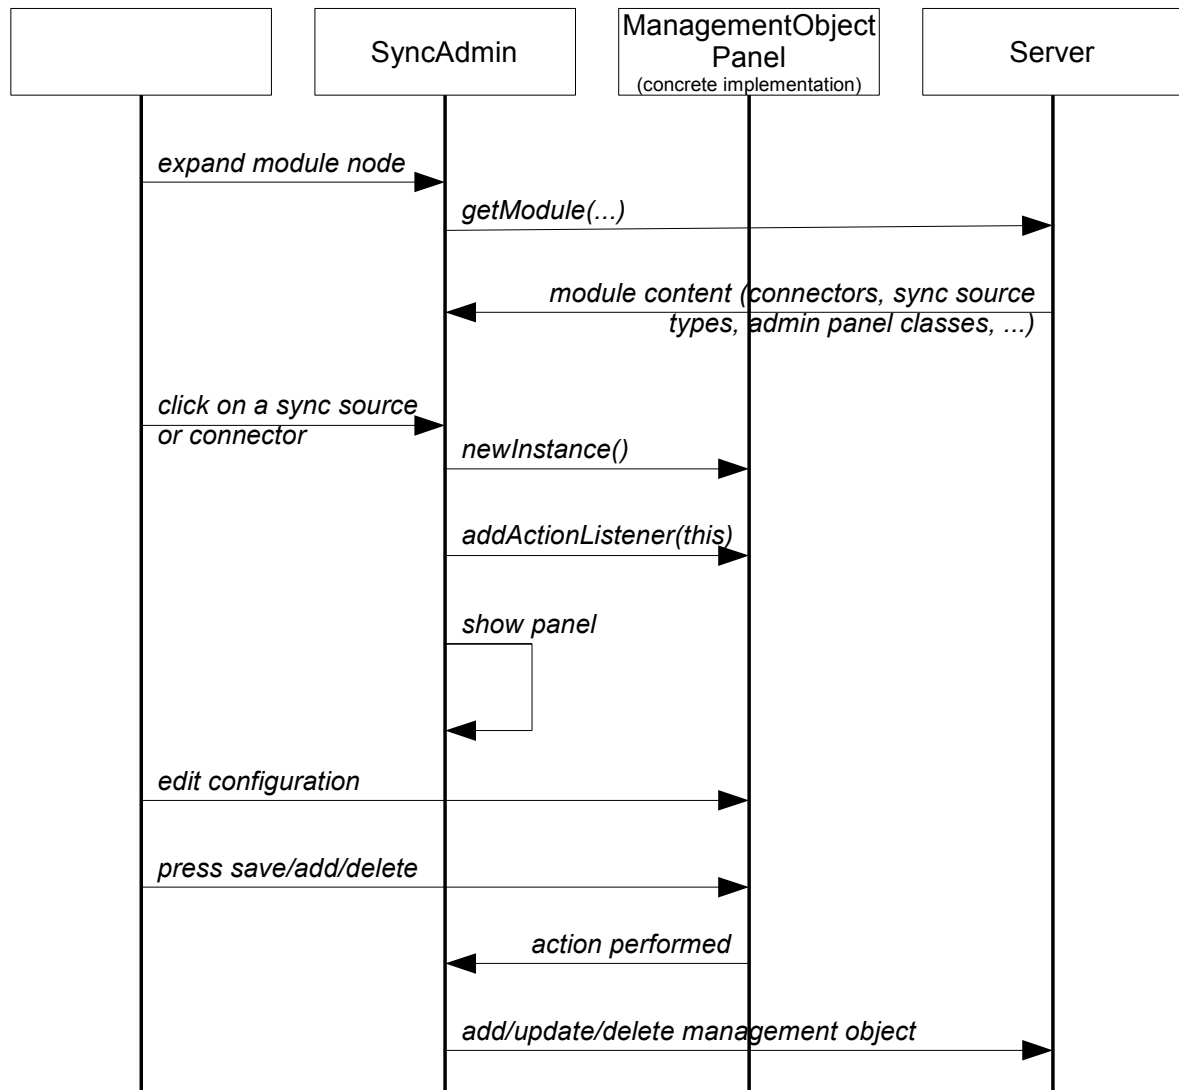 SyncAdmin
ManagementObject
Panel
(concrete implementation)
Server
expand module node
getModule(...)
module content (connectors, sync source
types, admin panel classes, ...)
click on a sync source
or connector
newInstance()
addActionListener(this)
show panel
edit configuration
press save/add/delete
action performed
add/update/delete management object